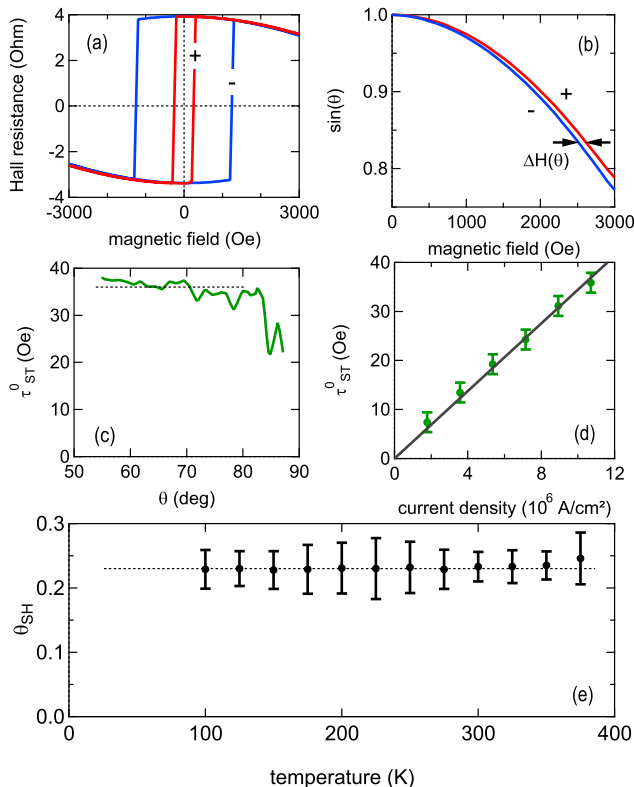 4
2
0
-2
-4
Hall resistance (Ohm)
(a)
+
-
-3000
0
3000
magnetic field (Oe)
1.0
0.9
0.8
sin(θ)
(b)
+
-
ΔH(θ)
0
1000
2000
3000
magnetic field (Oe)
40
30
20
10
0
τ⁰ST (Oe)
(c)
50
60
70
80
90
θ (deg)
40
30
20
10
0
τ⁰ST (Oe)
(d)
0
4
8
12
current density (10⁶ A/cm²)
0.3
0.2
0.1
0.0
θSH
(e)
0
100
200
300
400
temperature (K)